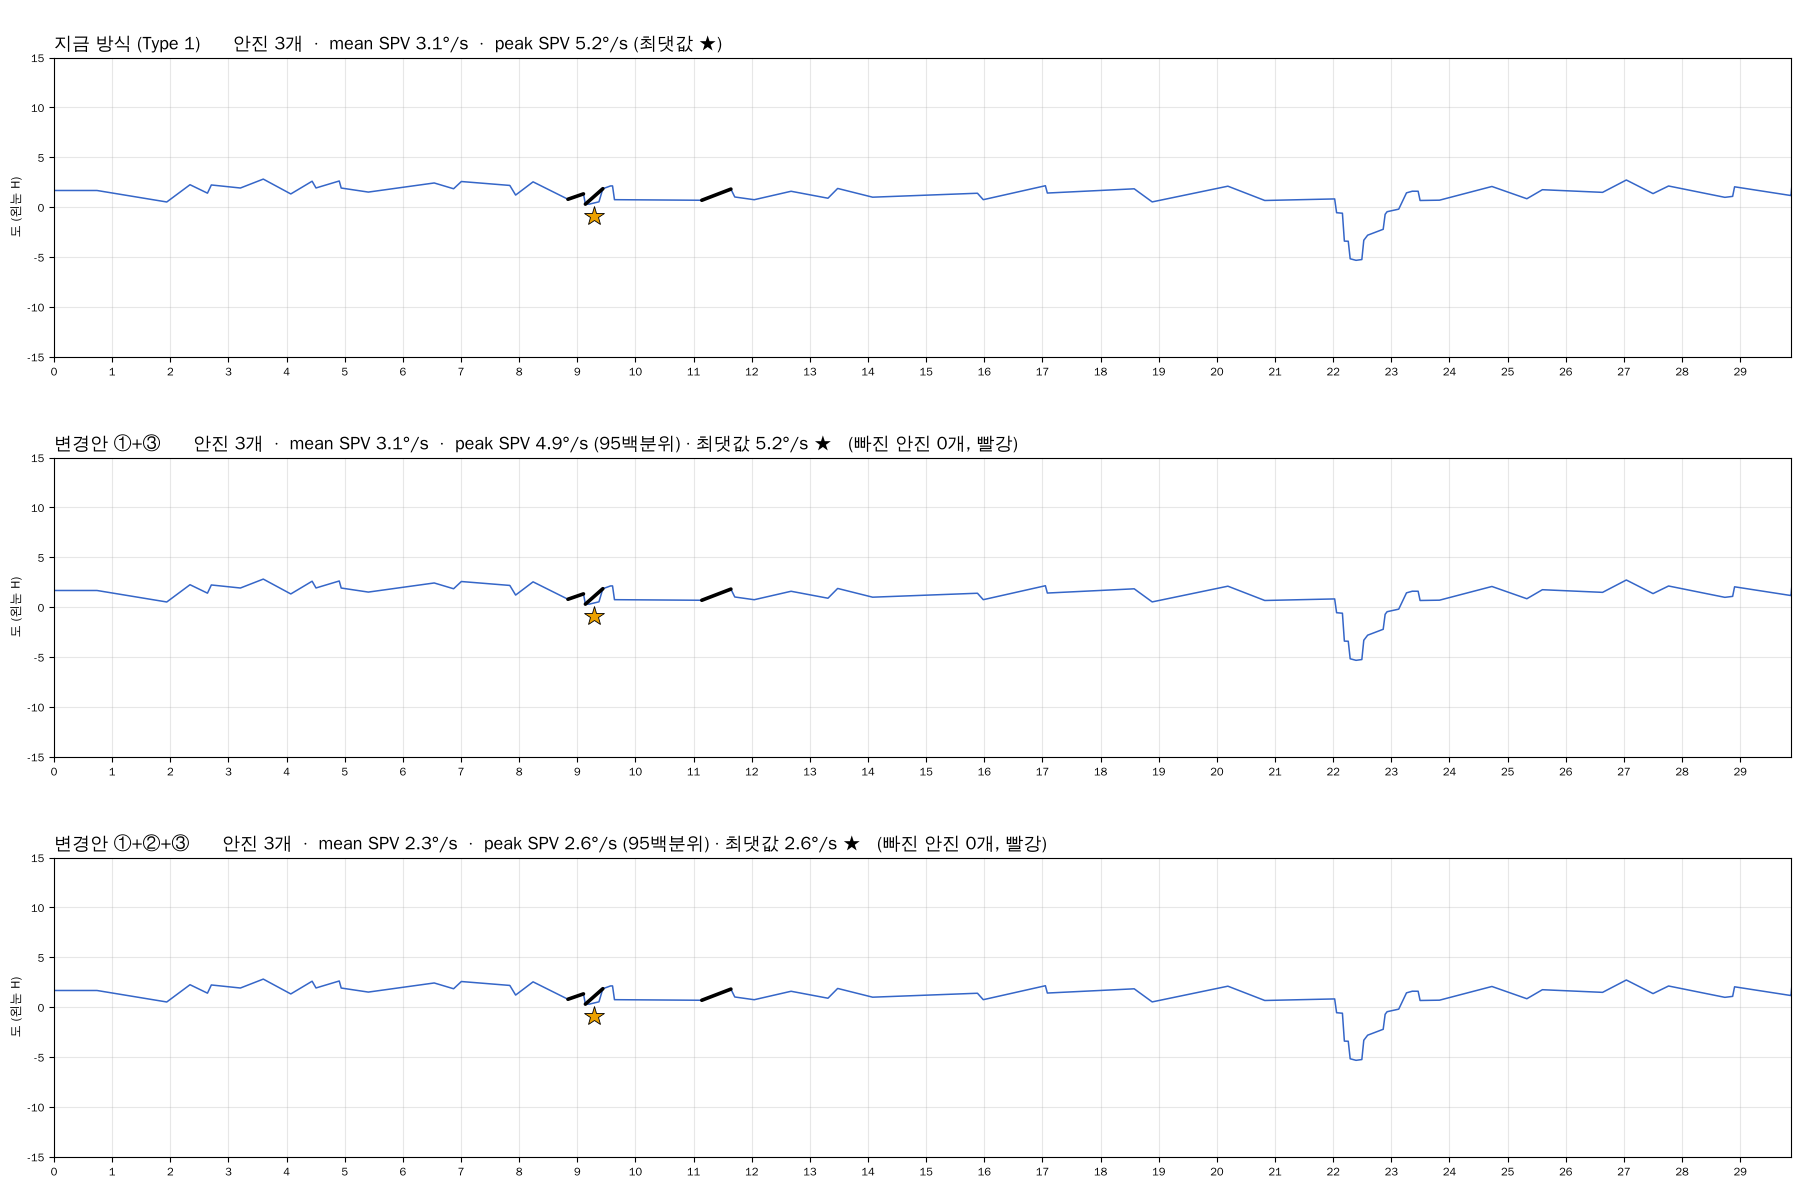 지금 방식 (Type 1)  안진 3개 · mean SPV 3.1°/s · peak SPV 5.2°/s (최댓값 ★)
15
10
5
0
-5
-10
-15
도 (왼눈 H)
0 1 2 3 4 5 6 7 8 9 10 11 12 13 14 15 16 17 18 19 20 21 22 23 24 25 26 27 28 29
변경안 ①+③  안진 3개 · mean SPV 3.1°/s · peak SPV 4.9°/s (95백분위) · 최댓값 5.2°/s ★ (빠진 안진 0개, 빨강)
15
10
5
0
-5
-10
-15
도 (왼눈 H)
0 1 2 3 4 5 6 7 8 9 10 11 12 13 14 15 16 17 18 19 20 21 22 23 24 25 26 27 28 29
변경안 ①+②+③  안진 3개 · mean SPV 2.3°/s · peak SPV 2.6°/s (95백분위) · 최댓값 2.6°/s ★ (빠진 안진 0개, 빨강)
15
10
5
0
-5
-10
-15
도 (왼눈 H)
0 1 2 3 4 5 6 7 8 9 10 11 12 13 14 15 16 17 18 19 20 21 22 23 24 25 26 27 28 29